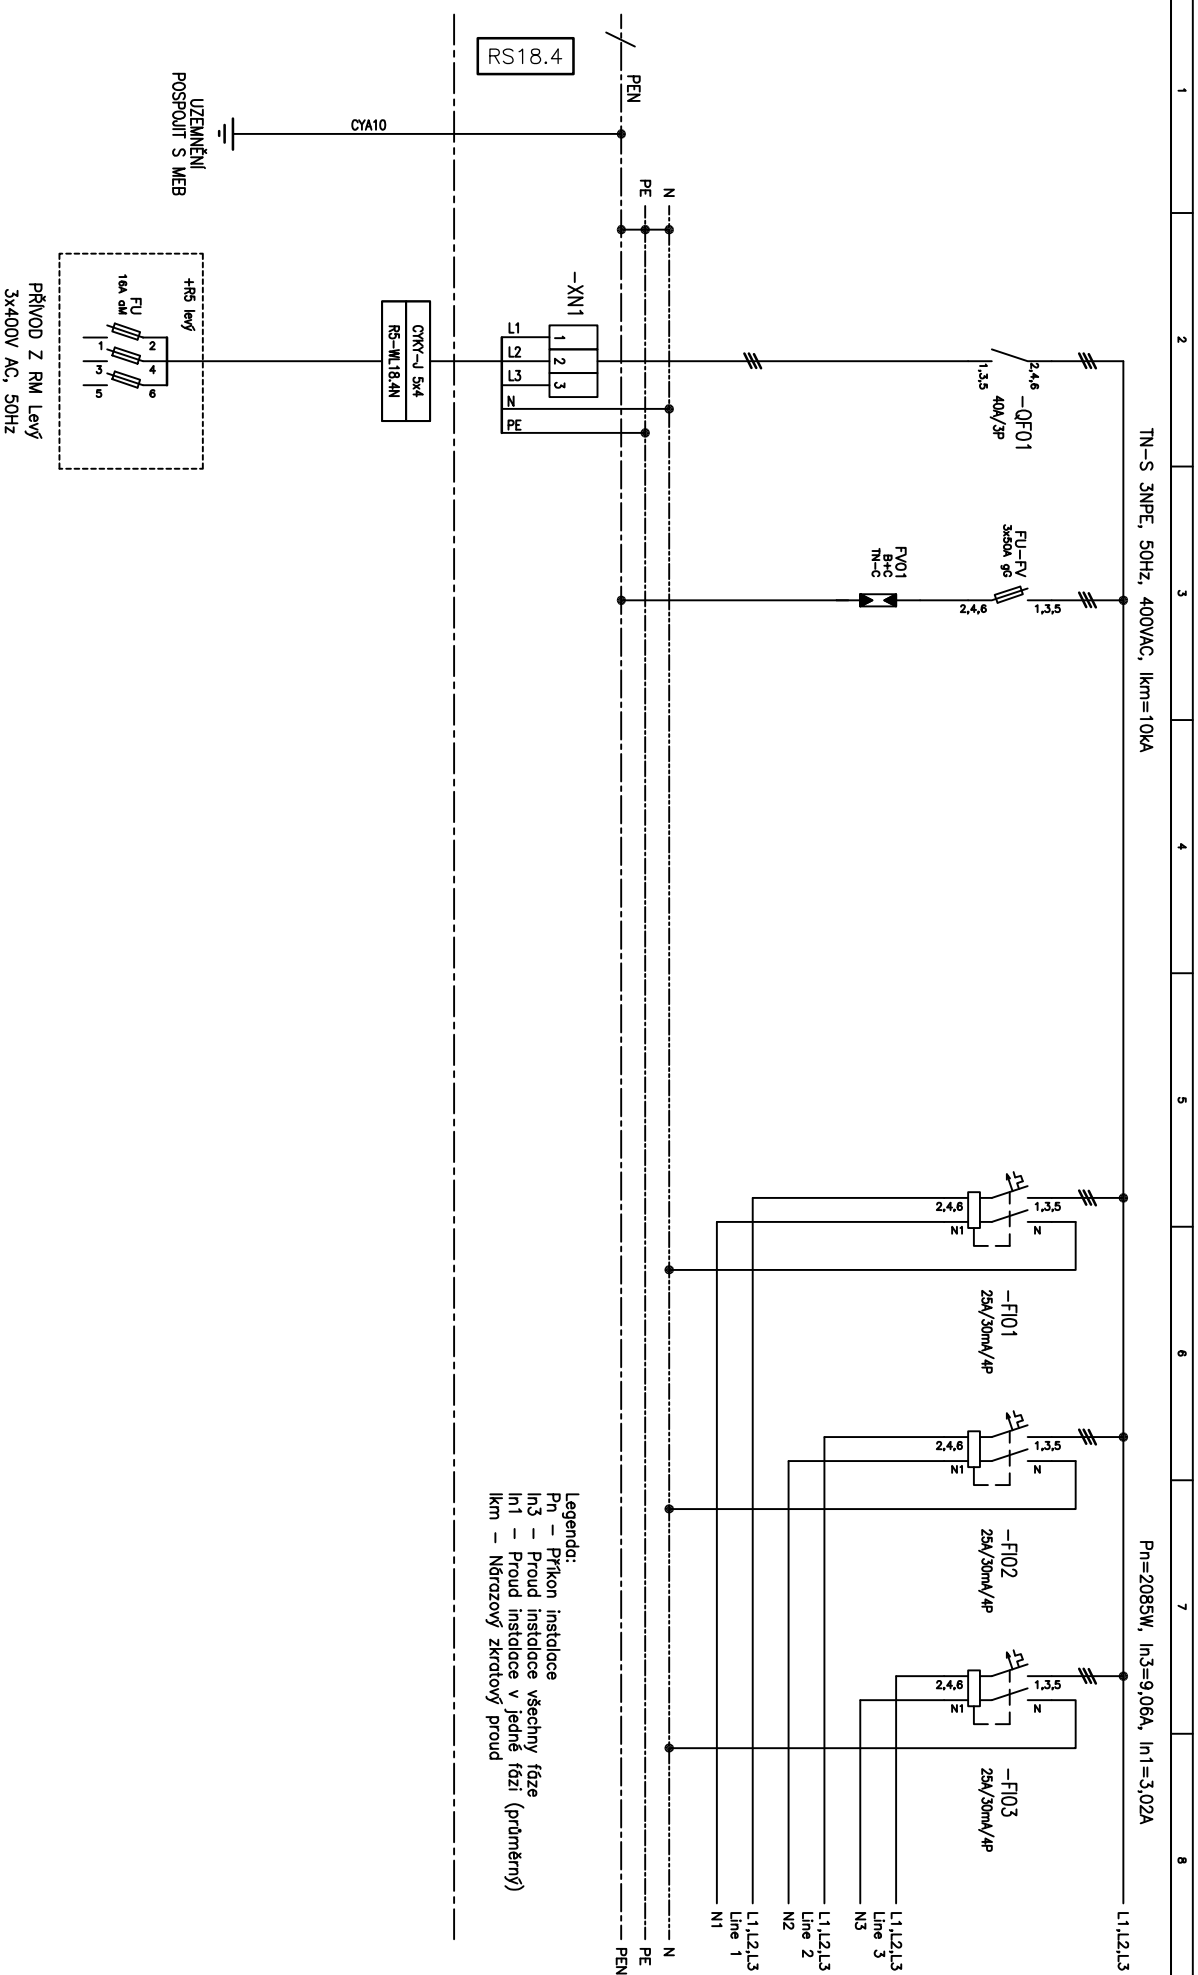 1
2
3
4
5
6
7
8
TN-S 3NPE, 50Hz, 400VAC, Ikm=10kA
Pn=2085W, In3=9,06A, In1=3,02A
L1,L2,L3
2,4,6
1,3,5
-QF01
40A/3P
FU-FV
3x50A gG
1,3,5
2,4,6
FV01
B+C
TN-C
1,3,5
N
2,4,6
N1
-FI01
25A/30mA/4P
1,3,5
N
2,4,6
N1
-FI02
25A/30mA/4P
1,3,5
N
2,4,6
N1
-FI03
25A/30mA/4P
L1,L2,L3
Line 3
N3
L1,L2,L3
Line 2
N2
L1,L2,L3
Line 1
N1
N
PE
PEN
N
PE
PEN
RS18.4
-XN1
1
2
3
L1
L2
L3
N
PE
CYKY-J 5x4
R5-WL18.4N
CYA10
UZEMNĚNÍ
POSPOJIT S MEB
+R5 levý
FU
16A aM
2
4
6
1
3
5
PŘÍVOD Z RM Levý
3x400V AC, 50Hz
Legenda:
Pn - Příkon instalace
In3 - Proud instalace všechny fáze
In1 - Proud instalace v jedné fázi (průměrný)
Ikm - Nárazový zkratový proud